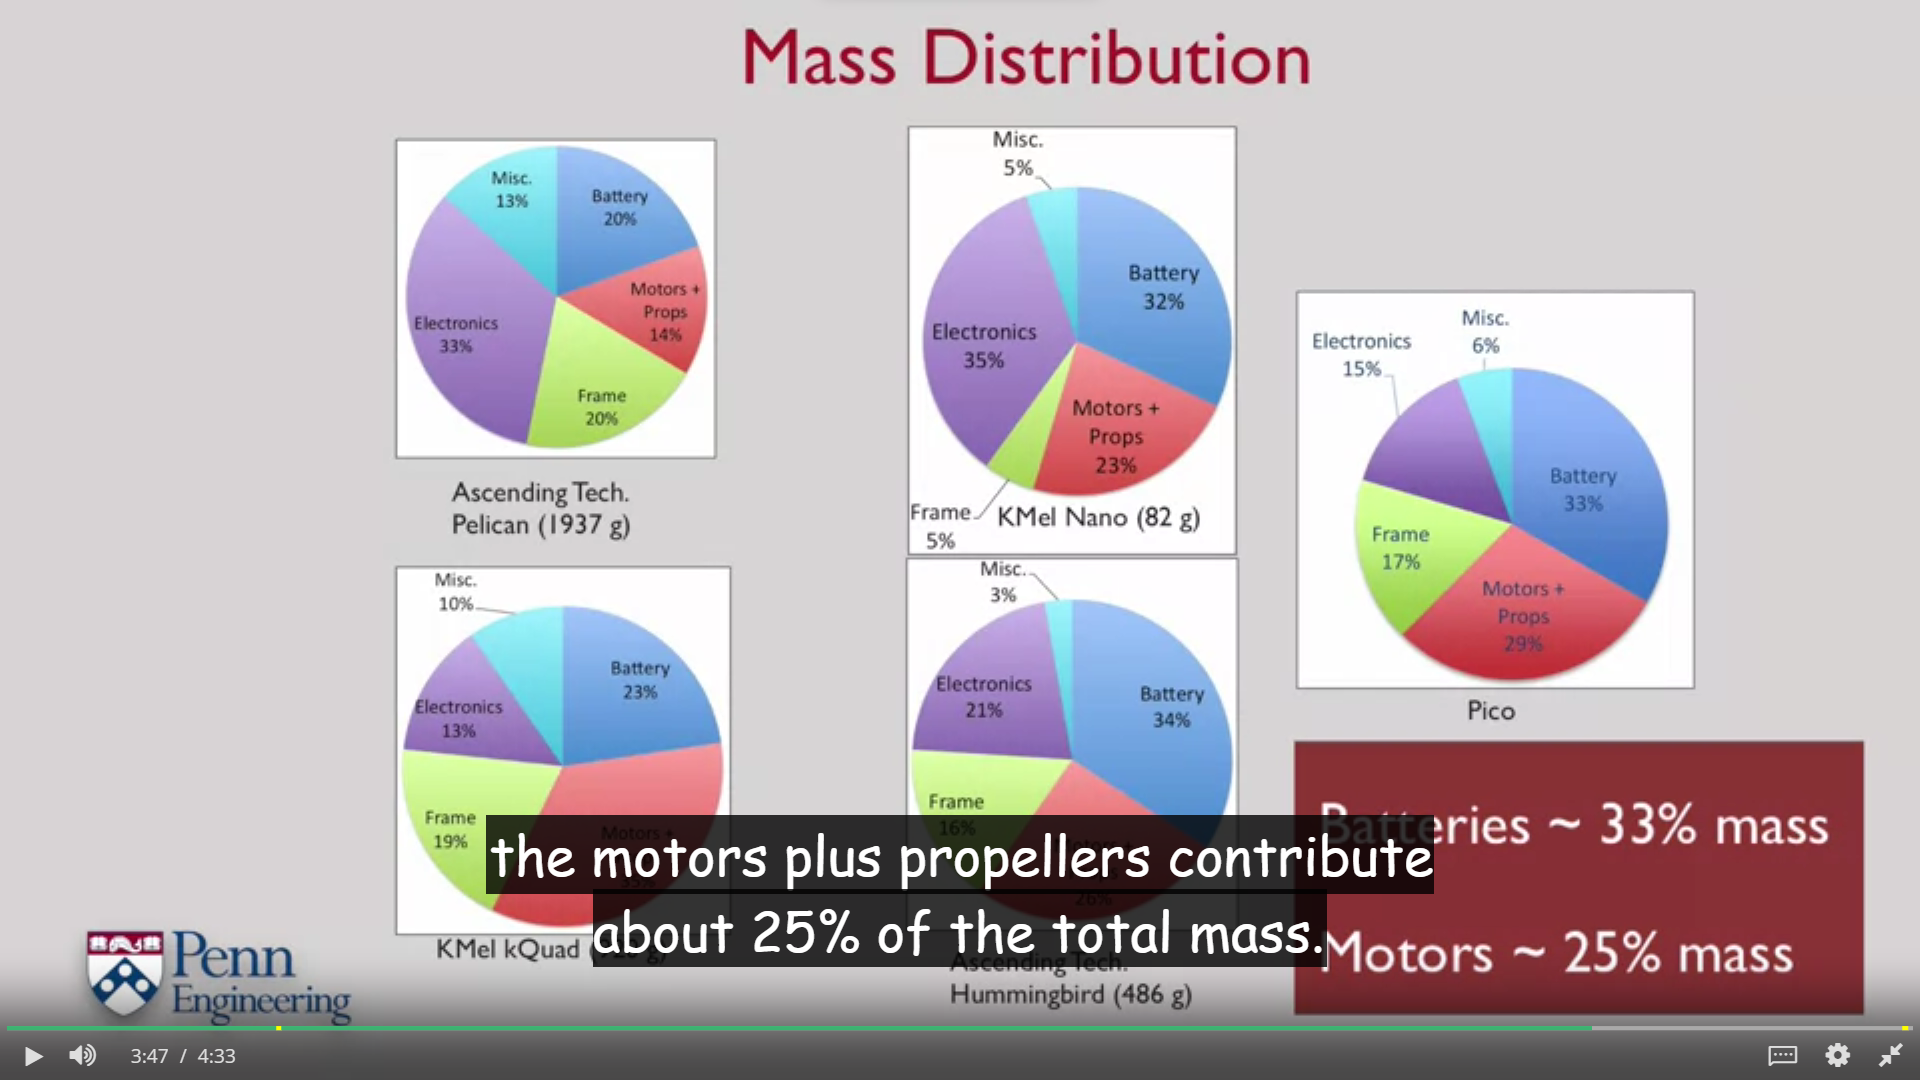 Mass Distribution
Misc.
13%
Battery
20%
Motors +
Props
14%
Electronics
33%
Frame
20%
Ascending Tech.
Pelican (1937 g)
Misc.
5%
Battery
32%
Electronics
35%
Motors +
Props
23%
Frame
5%
KMel Nano (82 g)
Misc.
6%
Electronics
15%
Battery
33%
Frame
17%
Motors +
Props
29%
Pico
Misc.
10%
Battery
23%
Electronics
13%
Frame
19%
Motors +
KMel kQuad (
Misc.
3%
Electronics
21%
Battery
34%
Frame
16%
26%
Ascending Tech.
Hummingbird (486 g)
Batteries ~ 33% mass
Motors ~ 25% mass
the motors plus propellers contribute
about 25% of the total mass.
Penn
Engineering
3:47 / 4:33